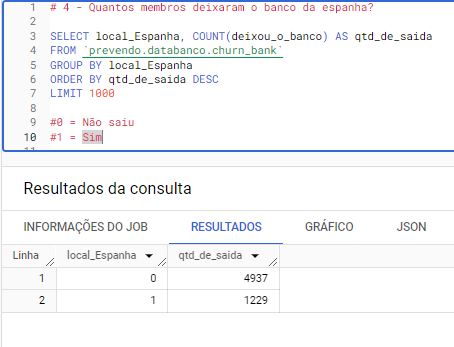 1 # 4 - Quantos membros deixaram o banco da espanha?
2
3 SELECT local_Espanha, COUNT(deixou_o_banco) AS qtd_de_saida
4 FROM `prevendo.databanco.churn_bank`
5 GROUP BY local_Espanha
6 ORDER BY qtd_de_saida DESC
7 LIMIT 1000
8
9 #0 = Não saiu
10 #1 = Sim
11
Resultados da consulta
INFORMAÇÕES DO JOB RESULTADOS GRÁFICO JSON
Linha local_Espanha qtd_de_saida
1 0 4937
2 1 1229